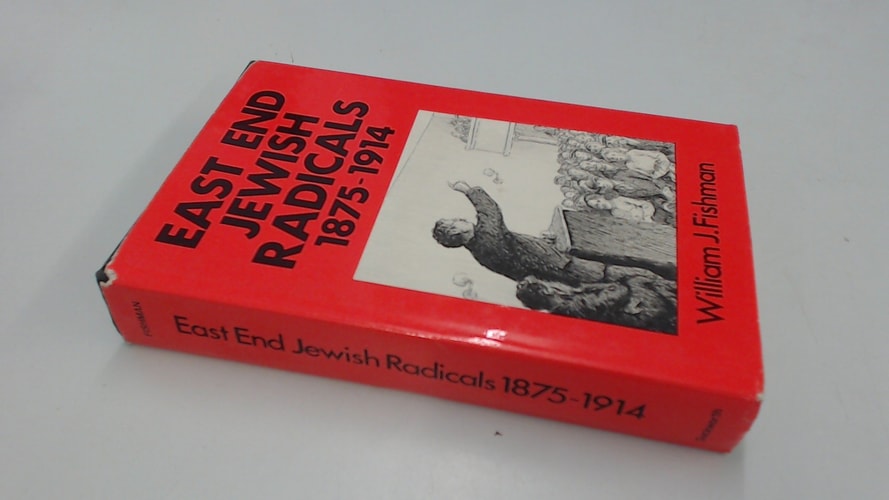 EAST END
JEWISH
RADICALS
1875-1914
William J. Fishman
FISHMAN
East End Jewish Radicals 1875-1914
Duckworth